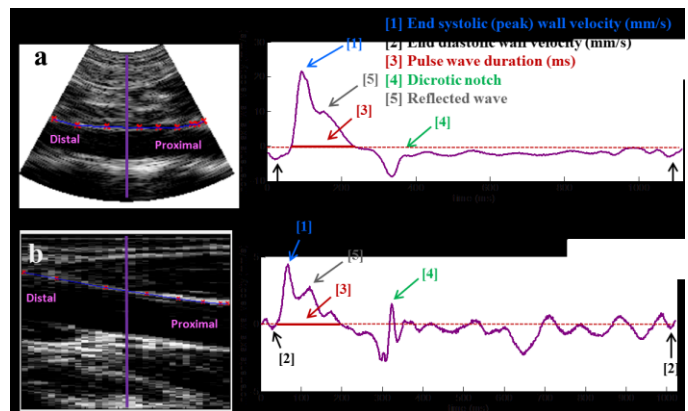 [1] End systolic (peak) wall velocity (mm/s)
[2] End diastolic wall velocity (mm/s)
[3] Pulse wave duration (ms)
[4] Dicrotic notch
[5] Reflected wave
a
Distal
Proximal
[1]
[5]
[3]
[4]
0
200
400
600
800
1000
b
Distal
Proximal
[1]
[5]
[3]
[4]
[2]
[2]